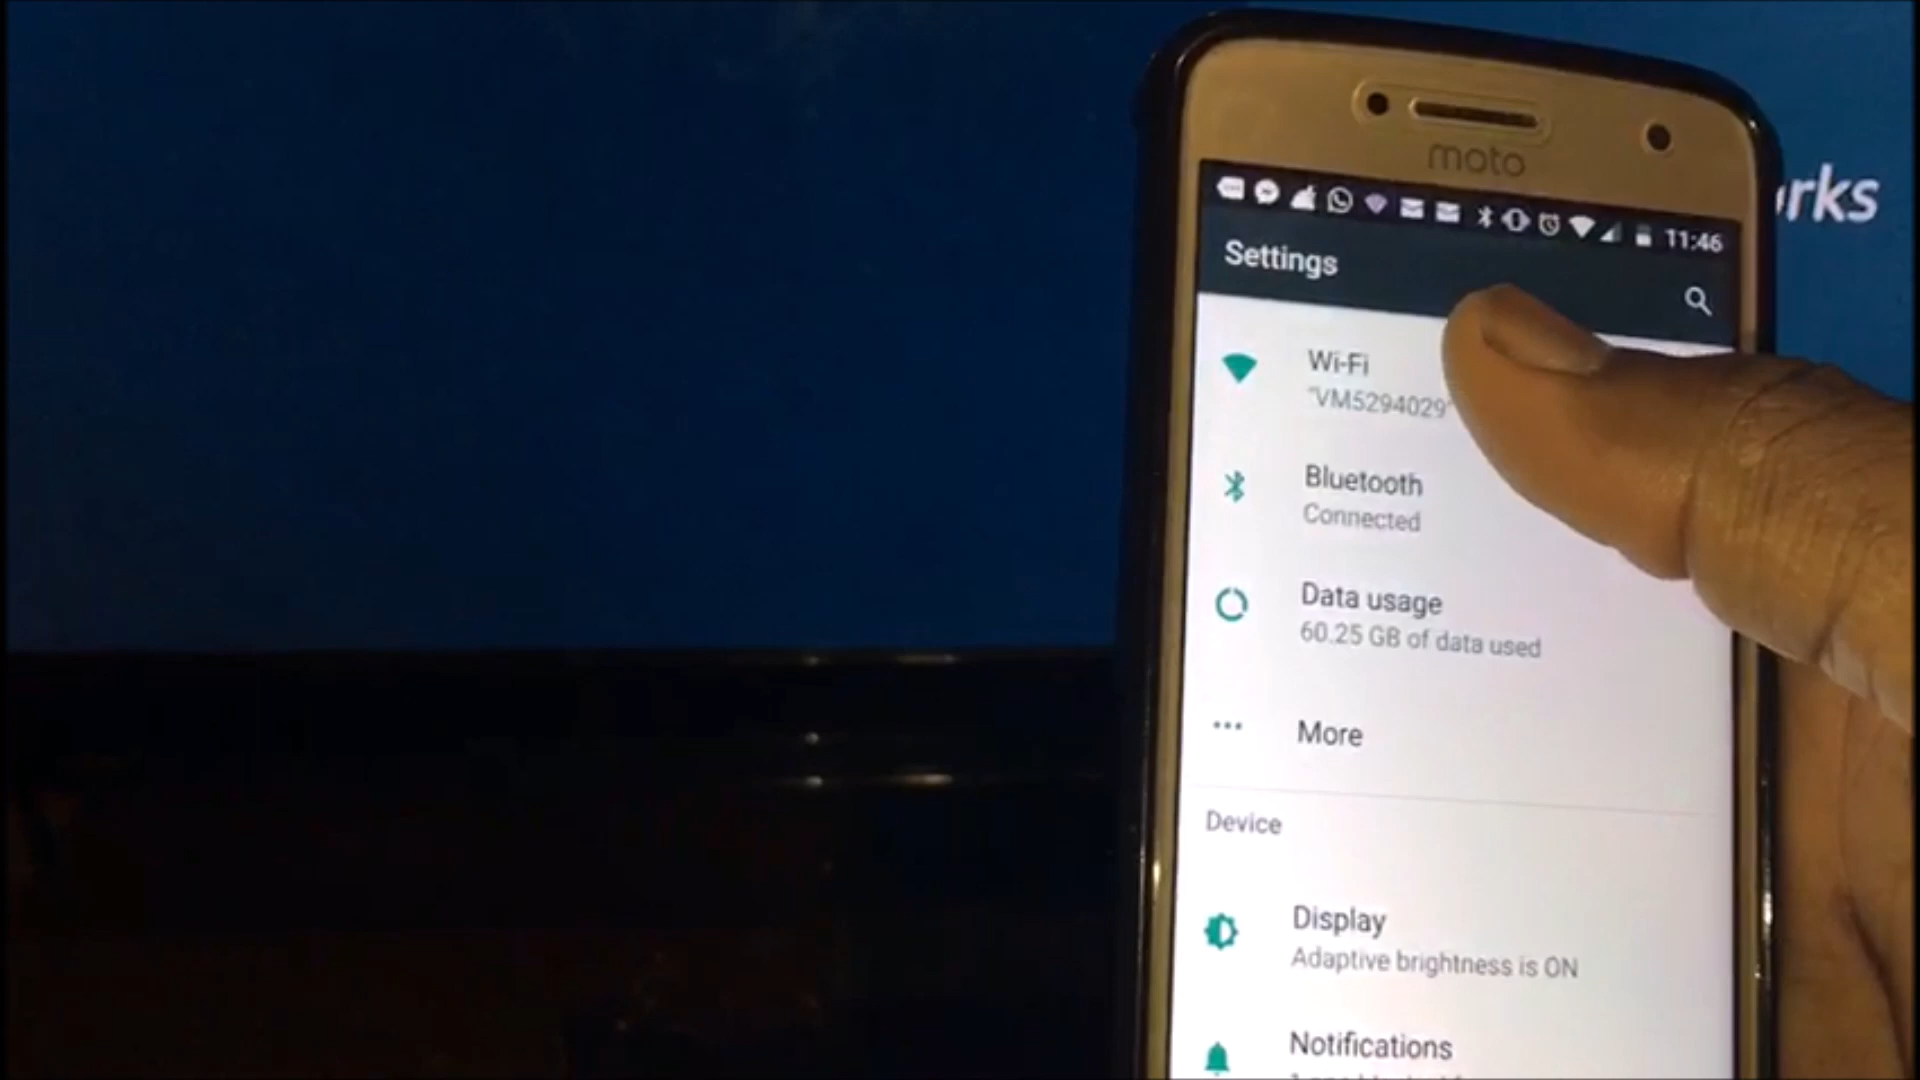 moto
11:46
Settings
Wi-Fi
"VM5294029"
Bluetooth
Connected
Data usage
60.25 GB of data used
More
Device
Display
Adaptive brightness is ON
Notifications